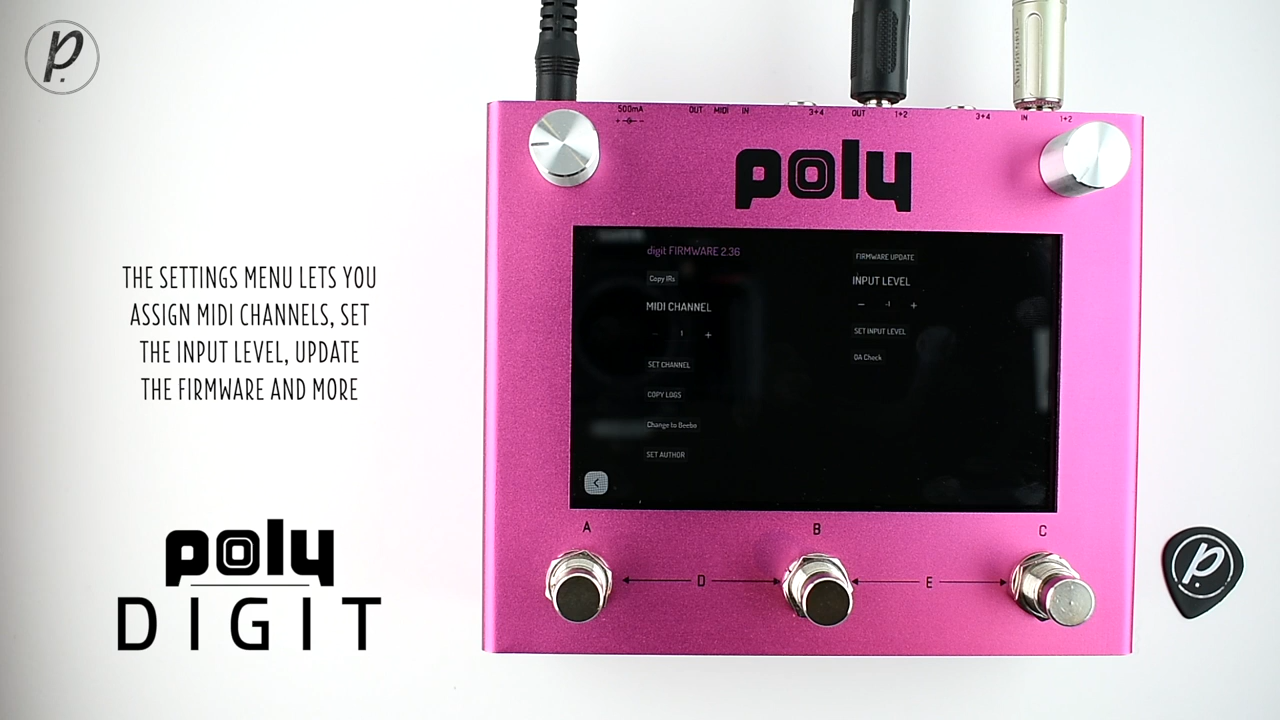 p.
500mA
OUT MIDI IN
3+4
OUT
1+2
3+4
IN
1+2
poly
digit FIRMWARE 2.36
Copy IRs
MIDI CHANNEL
− 1 +
SET CHANNEL
COPY LOGS
Change to Beebo
SET AUTHOR
FIRMWARE UPDATE
INPUT LEVEL
− -1 +
SET INPUT LEVEL
QA Check
<
THE SETTINGS MENU LETS YOU
ASSIGN MIDI CHANNELS, SET
THE INPUT LEVEL, UPDATE
THE FIRMWARE AND MORE
poly
DIGIT
A B C
D E
p.